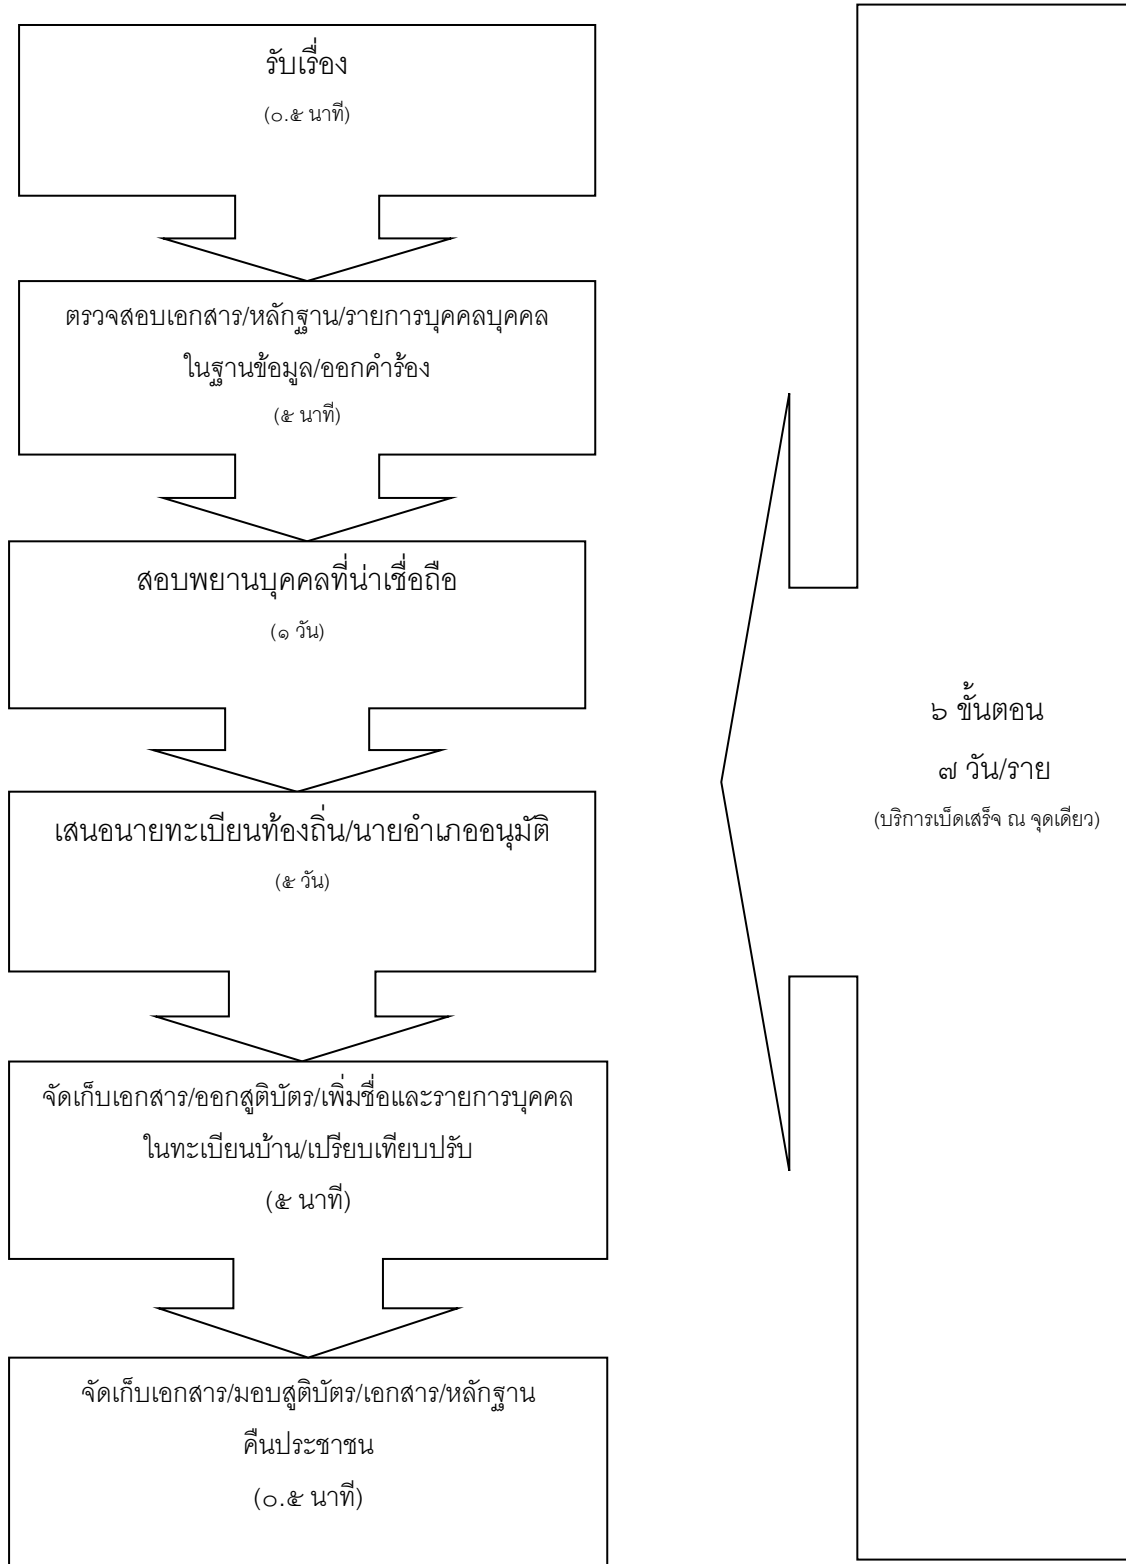 รับเรื่อง
(๐.๕ นาที)
ตรวจสอบเอกสาร/หลักฐาน/รายการบุคคลบุคคล
ในฐานข้อมูล/ออกคำร้อง
(๕ นาที)
สอบพยานบุคคลที่น่าเชื่อถือ
(๑ วัน)
เสนอนายทะเบียนท้องถิ่น/นายอำเภออนุมัติ
(๕ วัน)
จัดเก็บเอกสาร/ออกสูติบัตร/เพิ่มชื่อและรายการบุคคล
ในทะเบียนบ้าน/เปรียบเทียบปรับ
(๕ นาที)
จัดเก็บเอกสาร/มอบสูติบัตร/เอกสาร/หลักฐาน
คืนประชาชน
(๐.๕ นาที)
๖ ขั้นตอน
๗ วัน/ราย
(บริการเบ็ดเสร็จ ณ จุดเดียว)